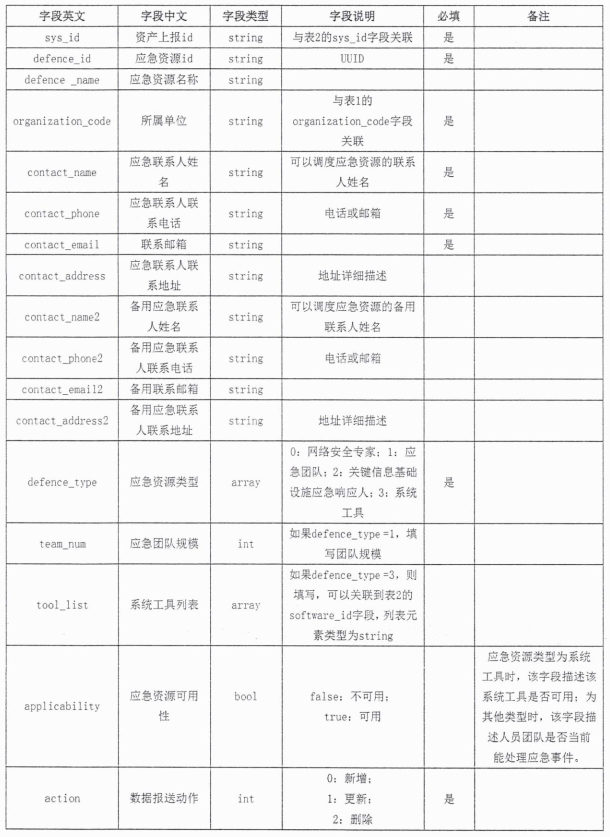 字段英文 字段中文 字段类型 字段说明 必填 备注
sys_id 资产上报id string 与表2的sys_id字段关联 是
defence_id 应急资源id string UUID 是
defence _name 应急资源名称 string
organization_code 所属单位 string 与表1的
organization_code字段
关联 是
contact_name 应急联系人姓
名 string 可以调度应急资源的联系
人姓名 是
contact_phone 应急联系人联
系电话 string 电话或邮箱 是
contact_email 联系邮箱 string 是
contact_address 应急联系人联
系地址 string 地址详细描述
contact_name2 备用应急联系
人姓名 string 可以调度应急资源的备用
联系人姓名
contact_phone2 备用应急联系
人联系电话 string 电话或邮箱
contact_email2 备用联系邮箱 string
contact_address2 备用应急联系
人联系地址 string 地址详细描述
defence_type 应急资源类型 array 0：网络安全专家；1：应
急团队；2：关键信息基础
设施应急响应人；3：系统
工具 是
team_num 应急团队规模 int 如果defence_type =1，填
写团队规模
tool_list 系统工具列表 array 如果defence_type =3，则
填写，可以关联到表2的
software_id字段，列表元
素类型为string
applicability 应急资源可用
性 bool false：不可用；
true：可用 应急资源类型为系统
工具时，该字段描述该
系统工具是否可用；为
其他类型时，该字段描
述人员团队是否当前
能处理应急事件。
action 数据报送动作 int 0：新增；
1：更新；
2：删除 是